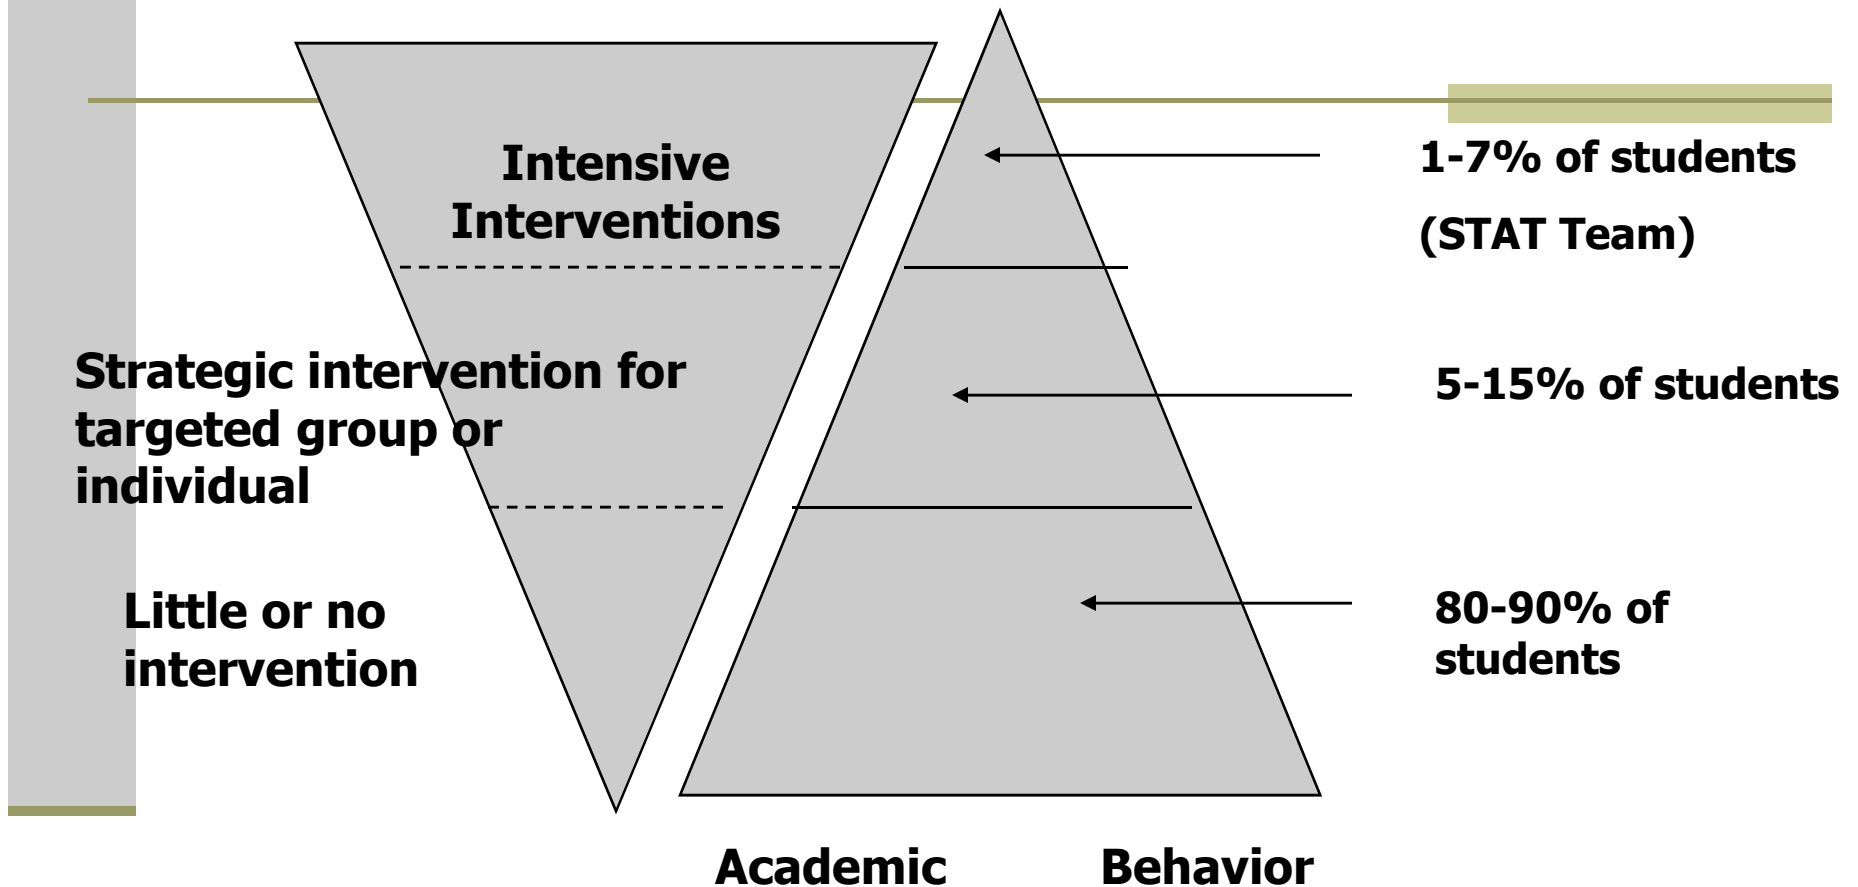 Intensive
Interventions
1-7% of students
(STAT Team)
Strategic intervention for
targeted group or
individual
5-15% of students
Little or no
intervention
80-90% of
students
Academic Behavior